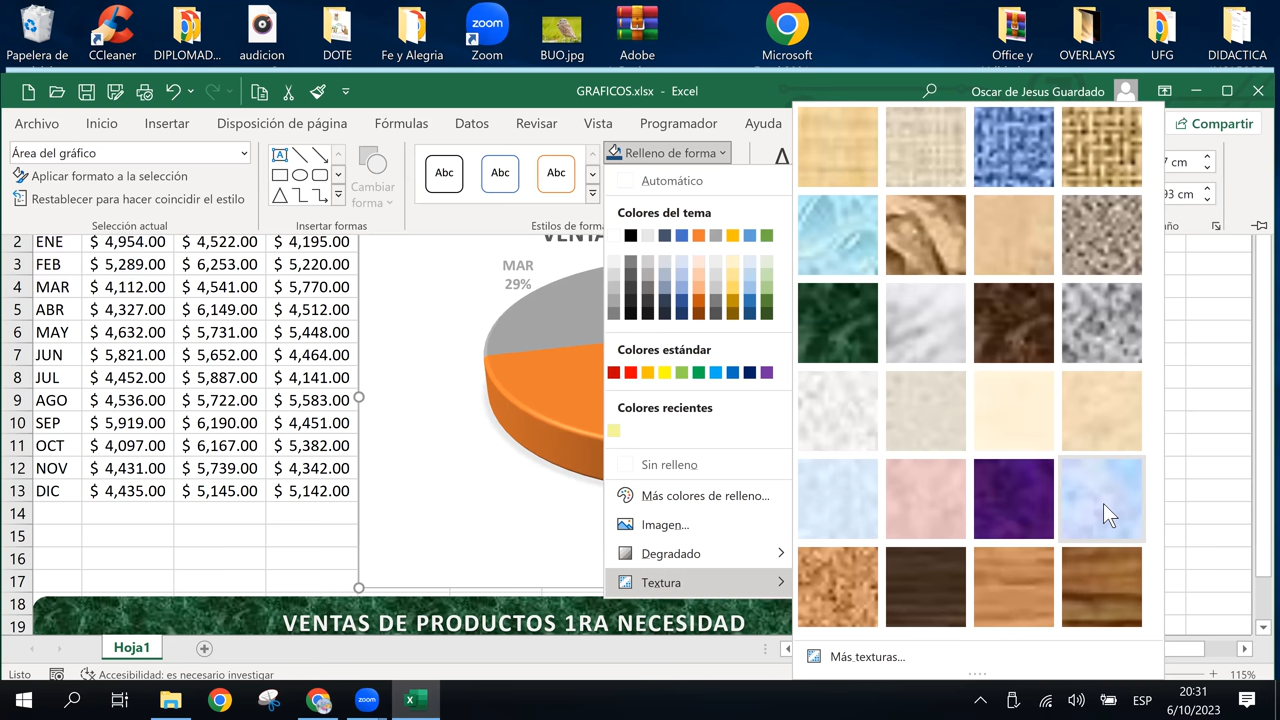 Papelera de
CCleaner
DIPLOMAD...
audicion
DOTE
Fe y Alegria
zoom
Zoom
BUO.jpg
Adobe
Microsoft
Office y
OVERLAYS
UFG
DIDACTICA
GRAFICOS.xlsx - Excel
Oscar de Jesus Guardado
Archivo
Inicio
Insertar
Disposición de página
Fórmulas
Datos
Revisar
Vista
Programador
Ayuda
Compartir
Área del gráfico
Aplicar formato a la selección
Restablecer para hacer coincidir el estilo
Selección actual
Cambiar
forma
Insertar formas
Abc Abc Abc
Estilos de forma
Relleno de forma
A
7 cm
93 cm
ño
Automático
Colores del tema
Colores estándar
Colores recientes
Sin relleno
Más colores de relleno...
Imagen...
Degradado
Textura
Más texturas...
VENTA
MAR
29%
2 ENE $ 4,954.00 $ 4,522.00 $ 4,195.00
3 FEB $ 5,289.00 $ 6,253.00 $ 5,220.00
4 MAR $ 4,112.00 $ 4,541.00 $ 5,770.00
5 ABR $ 4,327.00 $ 6,149.00 $ 4,512.00
6 MAY $ 4,632.00 $ 5,731.00 $ 5,448.00
7 JUN $ 5,821.00 $ 5,652.00 $ 4,464.00
8 JUL $ 4,452.00 $ 5,887.00 $ 4,141.00
9 AGO $ 4,536.00 $ 5,722.00 $ 5,583.00
10 SEP $ 5,919.00 $ 6,190.00 $ 4,451.00
11 OCT $ 4,097.00 $ 6,167.00 $ 5,382.00
12 NOV $ 4,431.00 $ 5,739.00 $ 4,342.00
13 DIC $ 4,435.00 $ 5,145.00 $ 5,142.00
14
15
16
17
18
19
VENTAS DE PRODUCTOS 1RA NECESIDAD
Hoja1
Listo
Accesibilidad: es necesario investigar
115%
zoom
ESP
20:31
6/10/2023